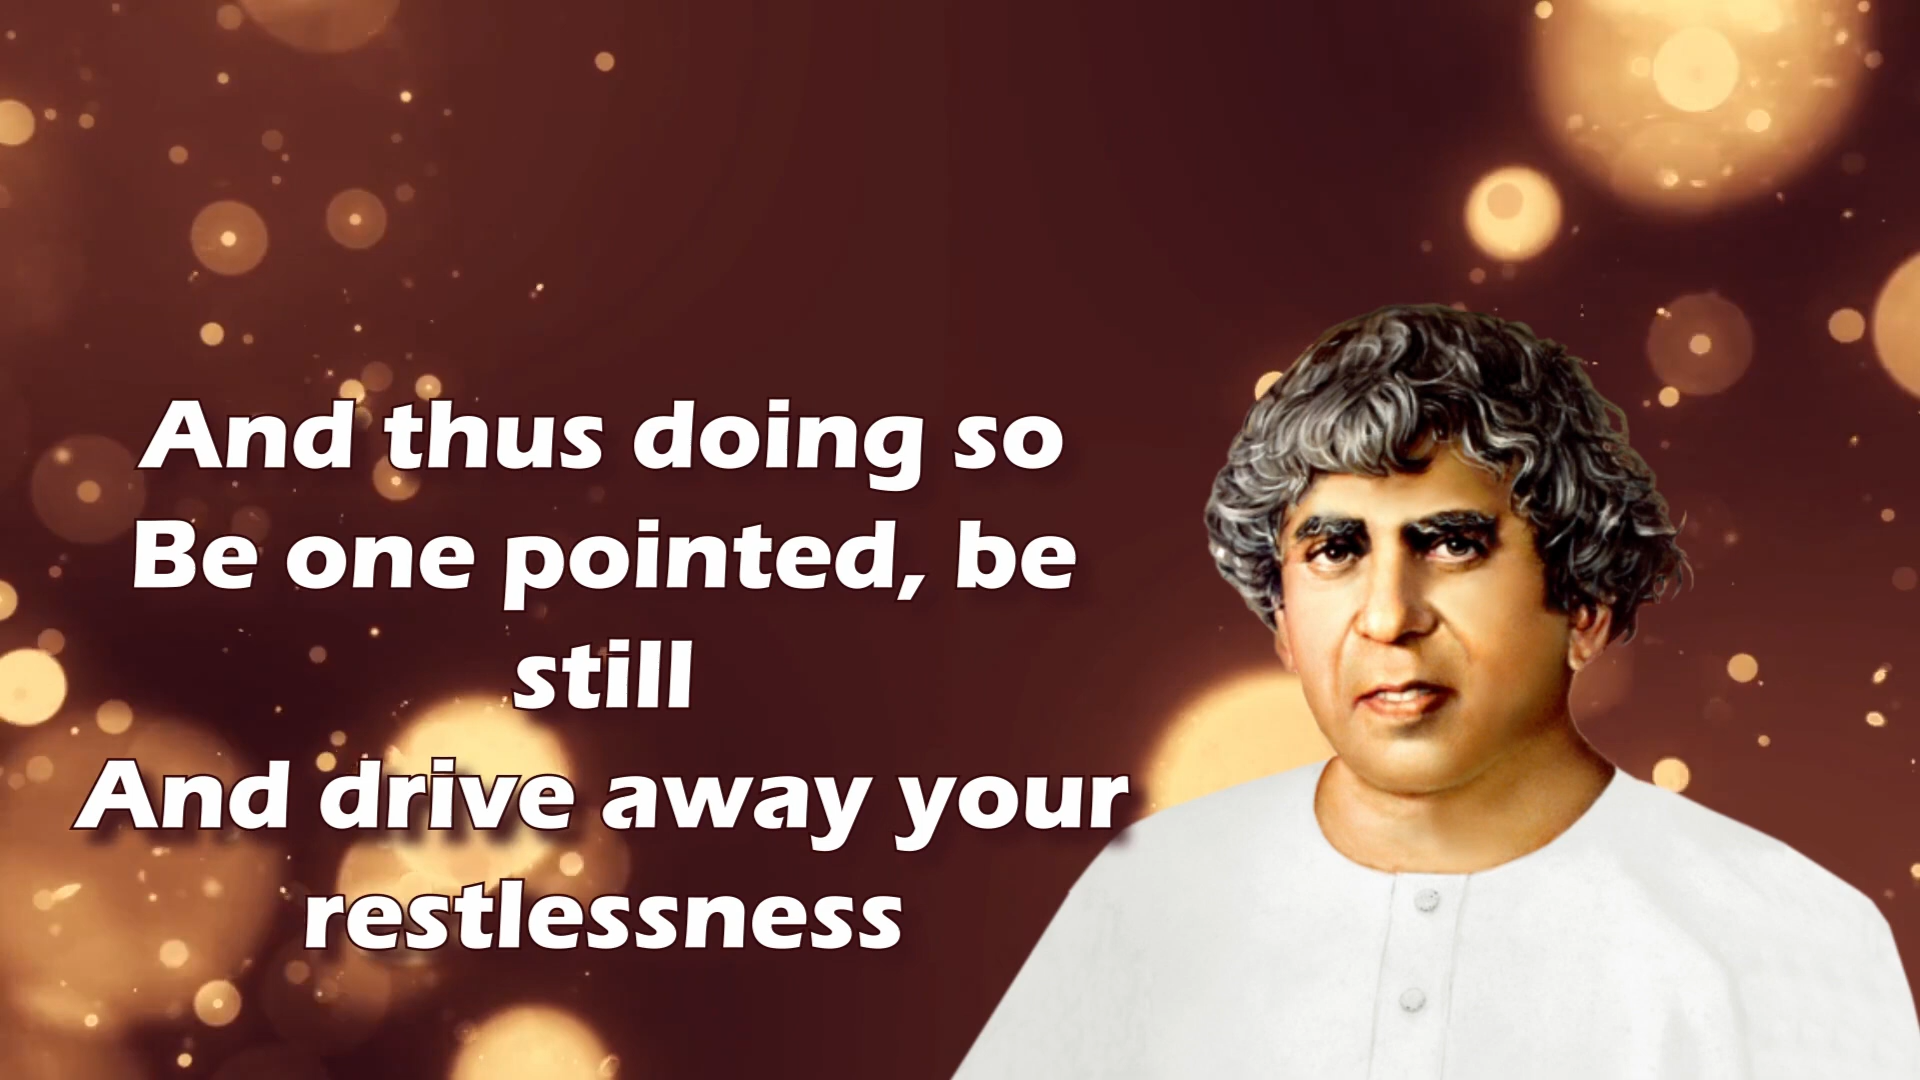 And thus doing so
Be one pointed, be
still
And drive away your
restlessness